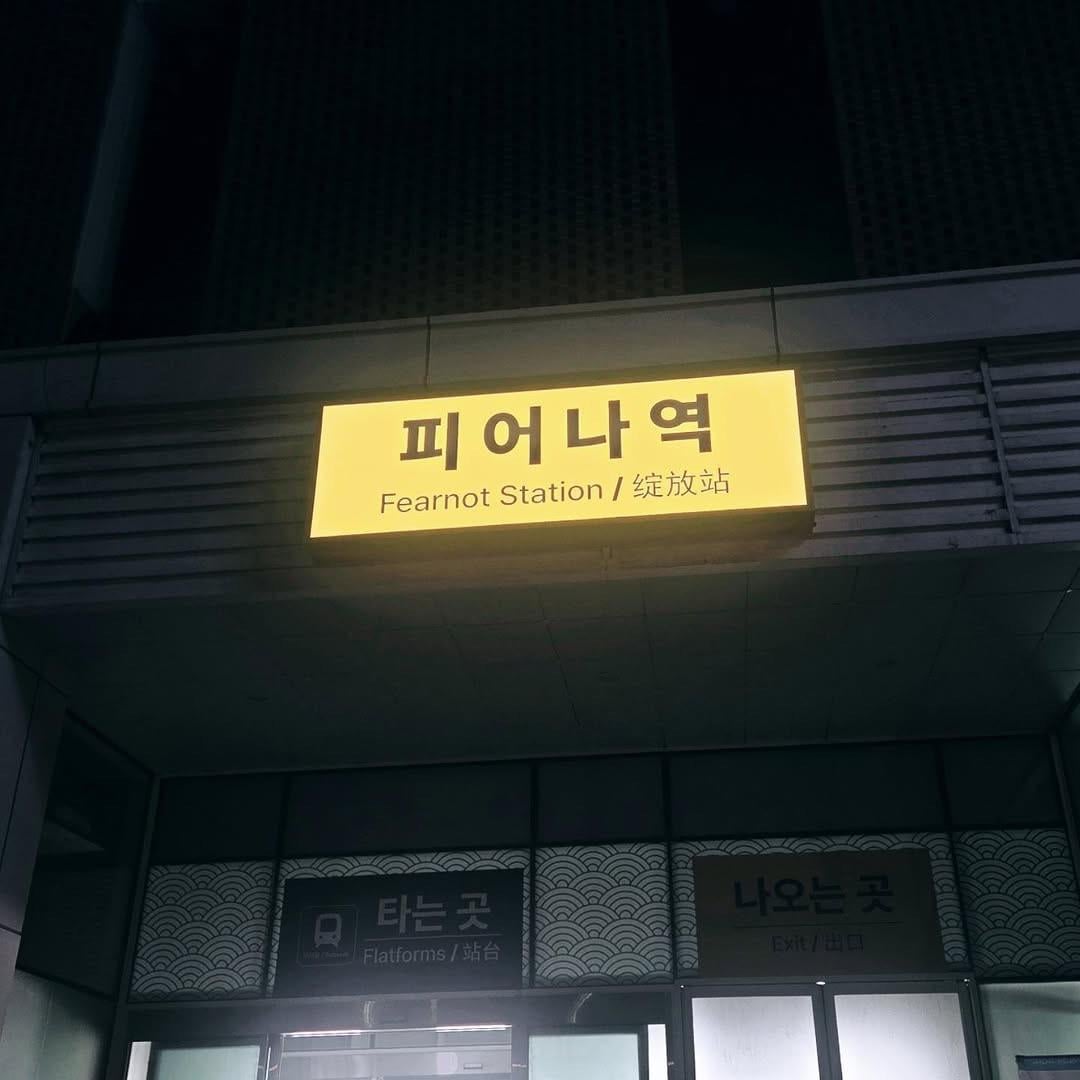 피어나역
Fearnot Station / 绽放站
타는 곳
Flatforms / 站台
나오는 곳
Exit / 出口